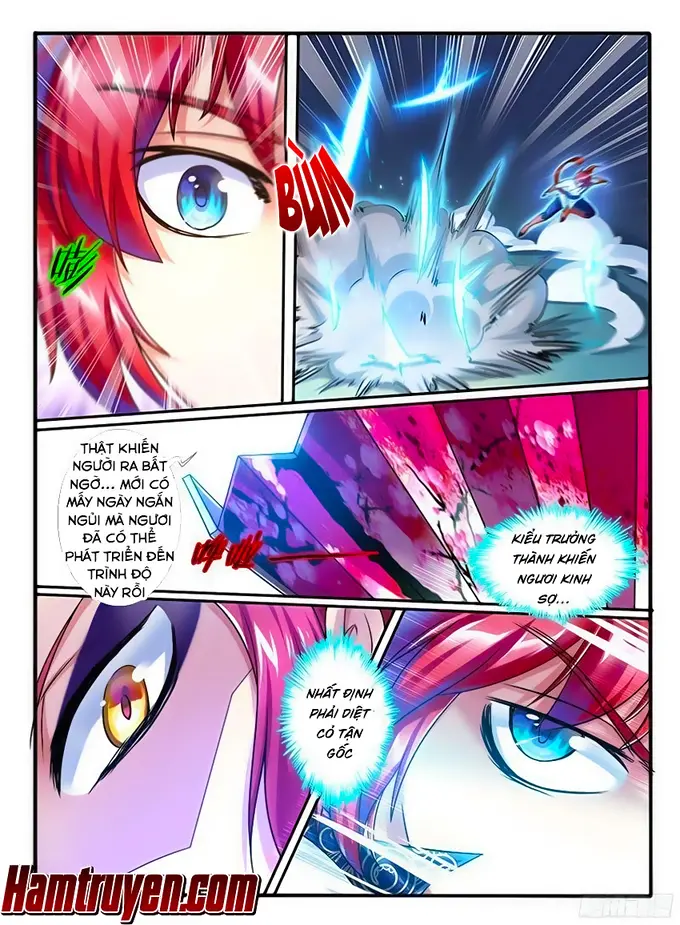 BÙM
THẬT KHIẾN
NGƯỜI RA BẤT
NGỜ... MỚI CÓ
MẤY NGÀY NGẮN
NGỦI MÀ NGƯƠI
ĐÃ CÓ THỂ
PHÁT TRIỂN ĐẾN
TRÌNH ĐỘ
NÀY RỒI
KIỂU TRƯỞNG
THÀNH KHIẾN
NGƯƠI KINH
SỢ...
NHẤT ĐỊNH
PHẢI DIỆT
CỎ TẬN
GỐC
Hamtruyen.com